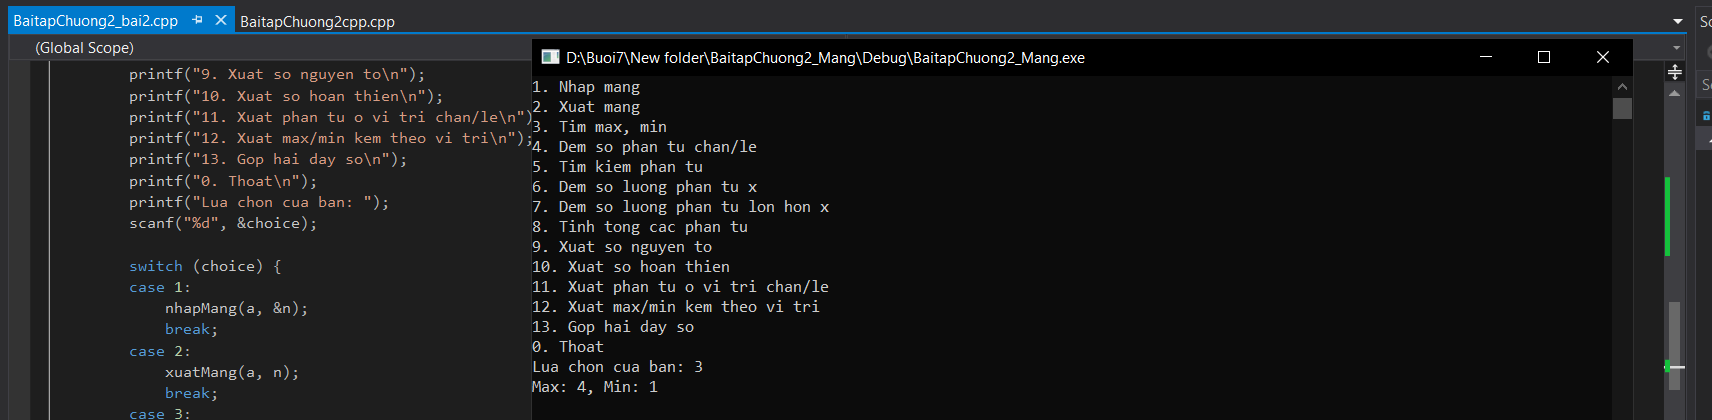 BaitapChuong2_bai2.cpp
BaitapChuong2cpp.cpp
(Global Scope)
printf("9. Xuat so nguyen to\n");
printf("10. Xuat so hoan thien\n");
printf("11. Xuat phan tu o vi tri chan/le\n")
printf("12. Xuat max/min kem theo vi tri\n");
printf("13. Gop hai day so\n");
printf("0. Thoat\n");
printf("Lua chon cua ban: ");
scanf("%d", &choice);
switch (choice) {
case 1:
nhapMang(a, &n);
break;
case 2:
xuatMang(a, n);
break;
case 3:
D:\Buoi7\New folder\BaitapChuong2_Mang\Debug\BaitapChuong2_Mang.exe
1. Nhap mang
2. Xuat mang
3. Tim max, min
4. Dem so phan tu chan/le
5. Tim kiem phan tu
6. Dem so luong phan tu x
7. Dem so luong phan tu lon hon x
8. Tinh tong cac phan tu
9. Xuat so nguyen to
10. Xuat so hoan thien
11. Xuat phan tu o vi tri chan/le
12. Xuat max/min kem theo vi tri
13. Gop hai day so
0. Thoat
Lua chon cua ban: 3
Max: 4, Min: 1